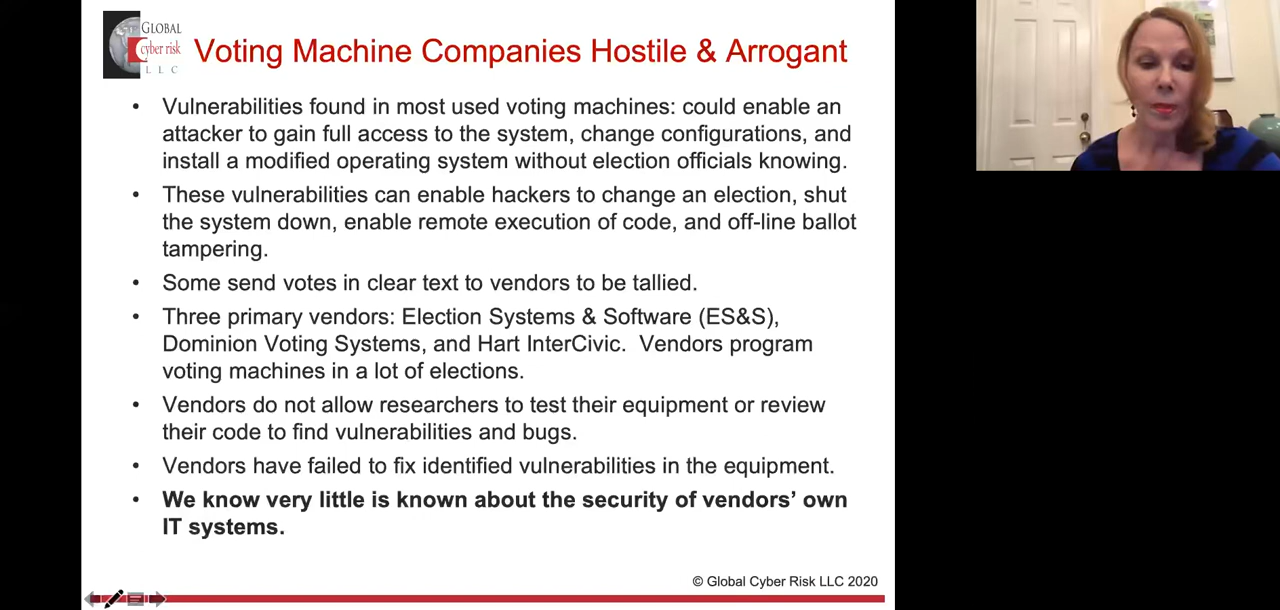 GLOBAL
cyber risk
L L C
Voting Machine Companies Hostile & Arrogant
• Vulnerabilities found in most used voting machines: could enable an
attacker to gain full access to the system, change configurations, and
install a modified operating system without election officials knowing.
• These vulnerabilities can enable hackers to change an election, shut
the system down, enable remote execution of code, and off-line ballot
tampering.
• Some send votes in clear text to vendors to be tallied.
• Three primary vendors: Election Systems & Software (ES&S),
Dominion Voting Systems, and Hart InterCivic. Vendors program
voting machines in a lot of elections.
• Vendors do not allow researchers to test their equipment or review
their code to find vulnerabilities and bugs.
• Vendors have failed to fix identified vulnerabilities in the equipment.
• We know very little is known about the security of vendors’ own
IT systems.
© Global Cyber Risk LLC 2020